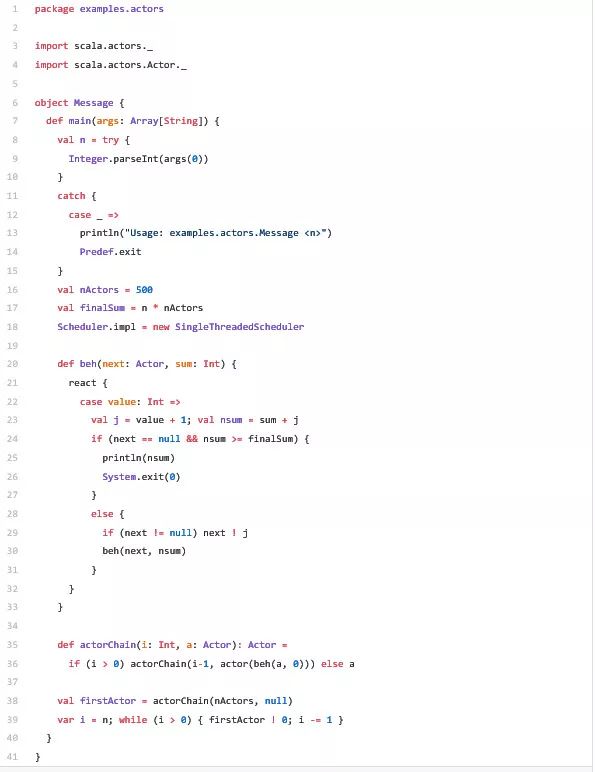 1 package examples.actors
2
3 import scala.actors._
4 import scala.actors.Actor._
5
6 object Message {
7   def main(args: Array[String]) {
8     val n = try {
9       Integer.parseInt(args(0))
10     }
11     catch {
12       case _ =>
13         println("Usage: examples.actors.Message <n>")
14         Predef.exit
15     }
16     val nActors = 500
17     val finalSum = n * nActors
18     Scheduler.impl = new SingleThreadedScheduler
19
20     def beh(next: Actor, sum: Int) {
21       react {
22         case value: Int =>
23           val j = value + 1; val nsum = sum + j
24           if (next == null && nsum >= finalSum) {
25             println(nsum)
26             System.exit(0)
27           }
28           else {
29             if (next != null) next ! j
30             beh(next, nsum)
31           }
32       }
33     }
34
35     def actorChain(i: Int, a: Actor): Actor =
36       if (i > 0) actorChain(i-1, actor(beh(a, 0))) else a
37
38     val firstActor = actorChain(nActors, null)
39     var i = n; while (i > 0) { firstActor ! 0; i -= 1 }
40   }
41 }